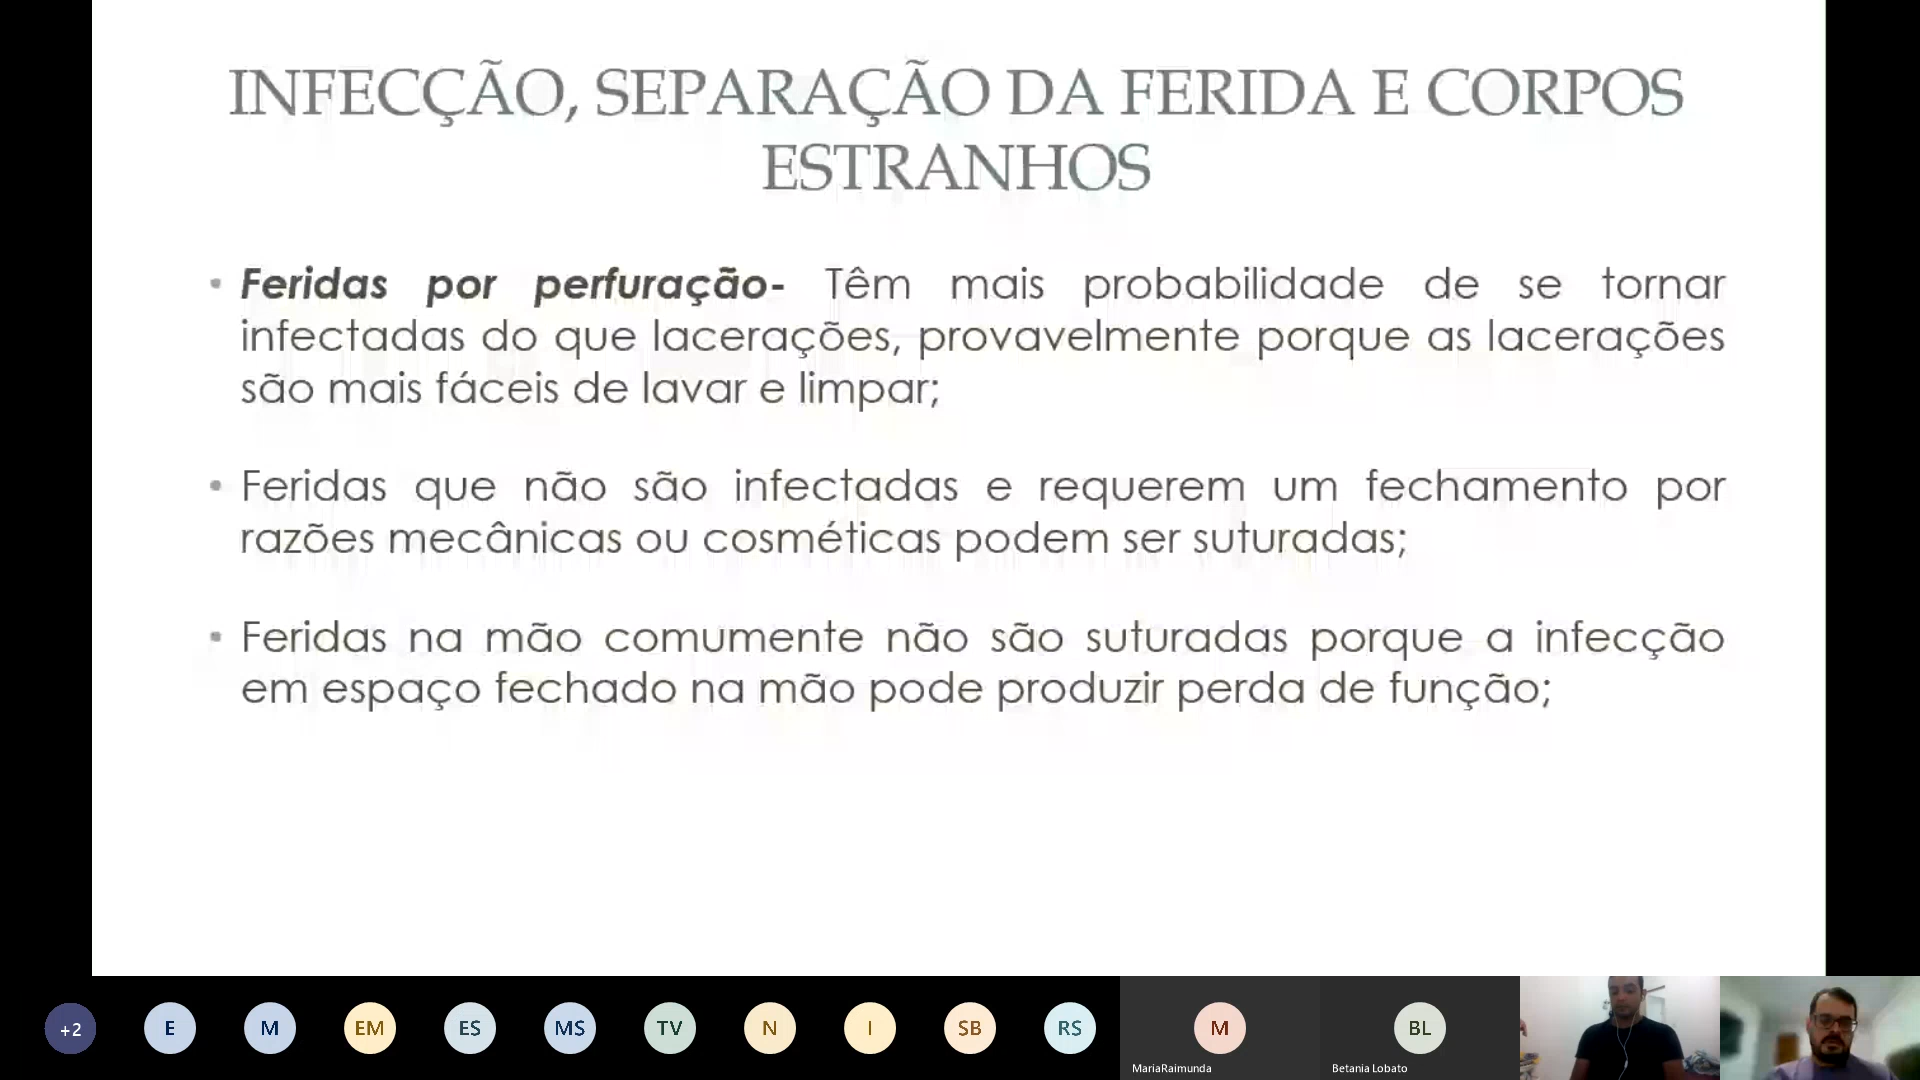 INFECÇÃO, SEPARAÇÃO DA FERIDA E CORPOS
ESTRANHOS
• Feridas por perfuração- Têm mais probabilidade de se tornar
infectadas do que lacerações, provavelmente porque as lacerações
são mais fáceis de lavar e limpar;
• Feridas que não são infectadas e requerem um fechamento por
razões mecânicas ou cosméticas podem ser suturadas;
• Feridas na mão comumente não são suturadas porque a infecção
em espaço fechado na mão pode produzir perda de função;
+2 E M EM ES MS TV N I SB RS M BL
MariaRaimunda Betania Lobato